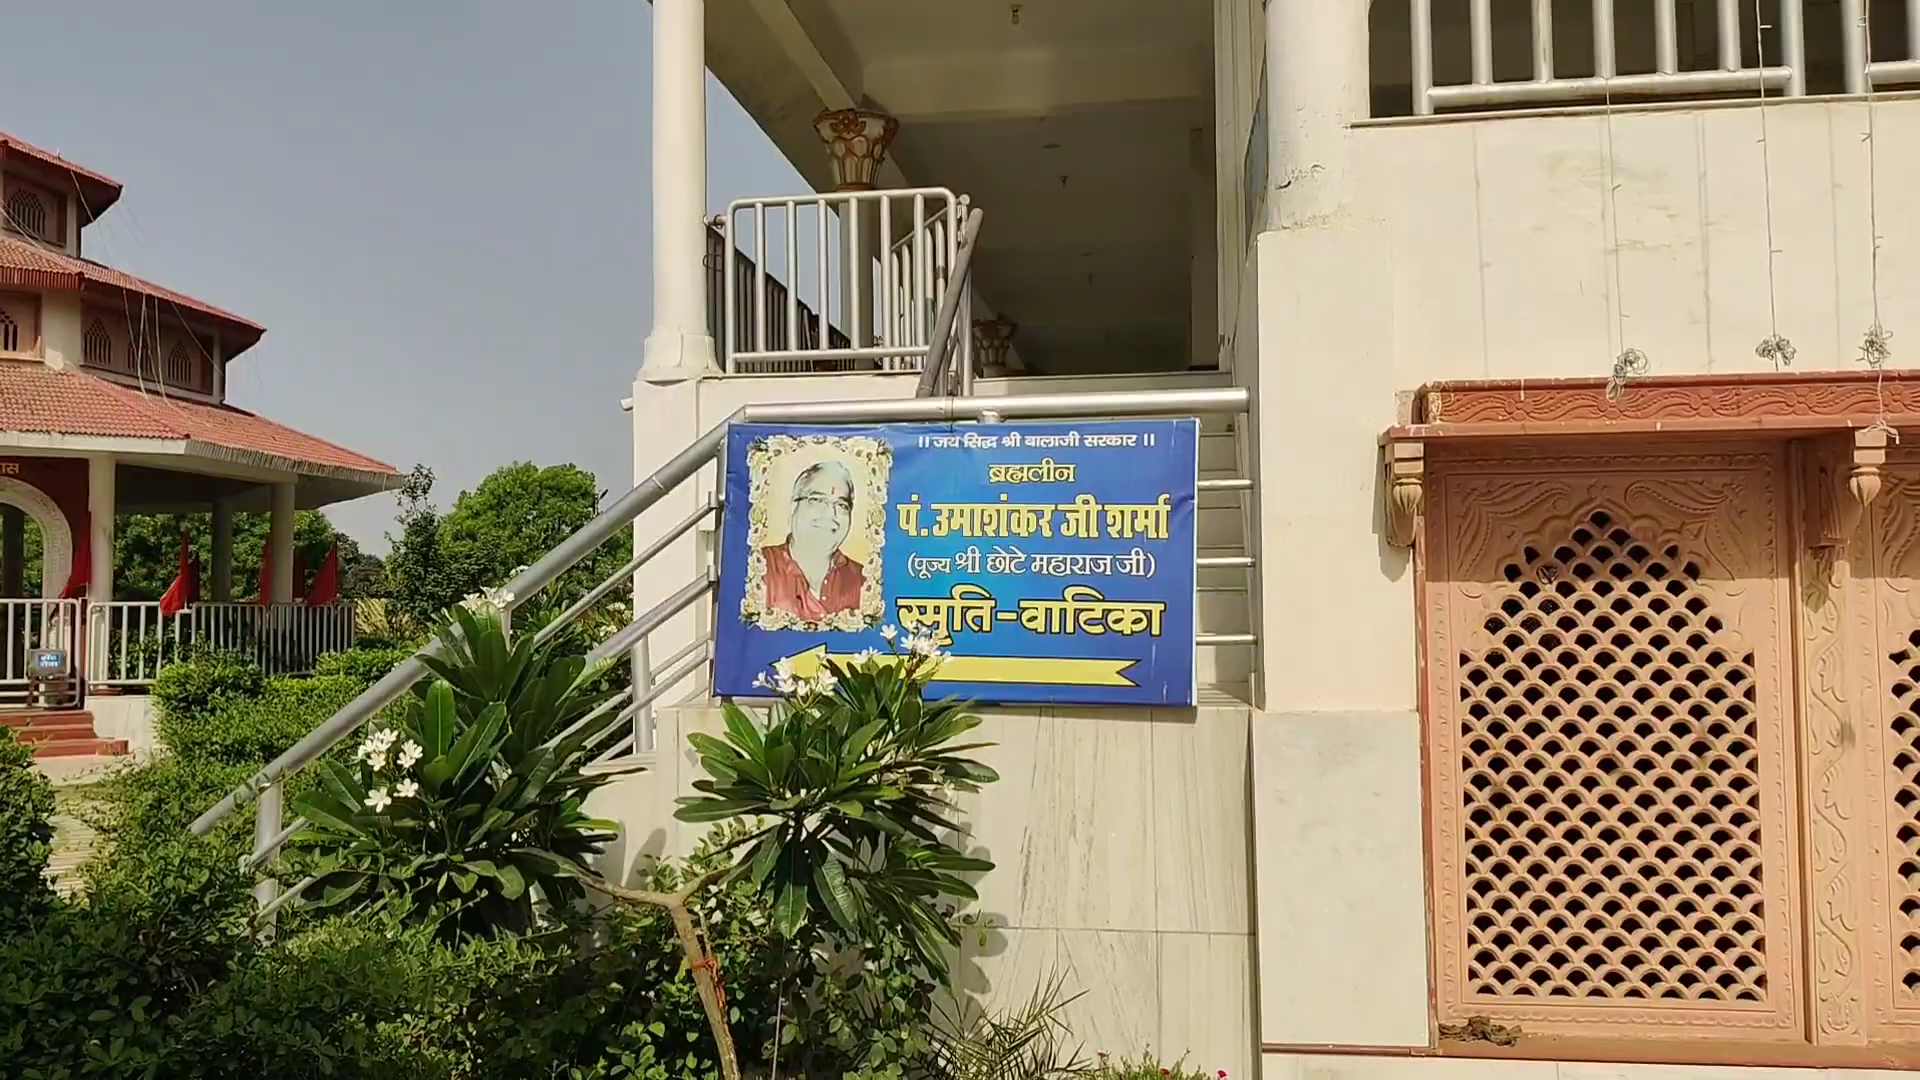 ।। जय सिद्ध श्री बालाजी सरकार ।।
ब्रह्मलीन
पं. उमाशंकर जी शर्मा
(पूज्य श्री छोटे महाराज जी)
स्मृति-वाटिका